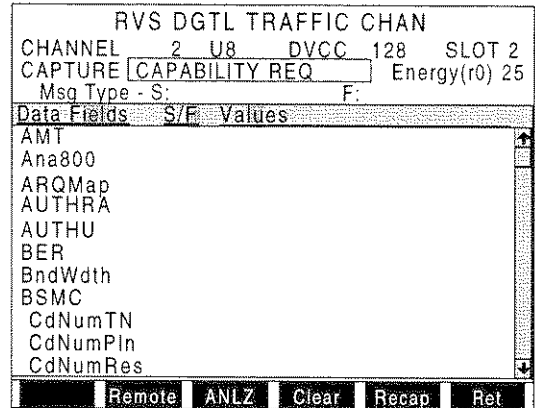 RVS DGTL TRAFFIC CHAN
CHANNEL 2 U8 DVCC 128 SLOT 2
CAPTURE CAPABILITY REQ Energy(r0) 25
Msg Type - S: F:
Data Fields S/F Values
AMT
Ana800
ARQMap
AUTHRA
AUTHU
BER
BndWdth
BSMC
CdNumTN
CdNumPln
CdNumRes
Remote ANLZ Clear Recap Ret